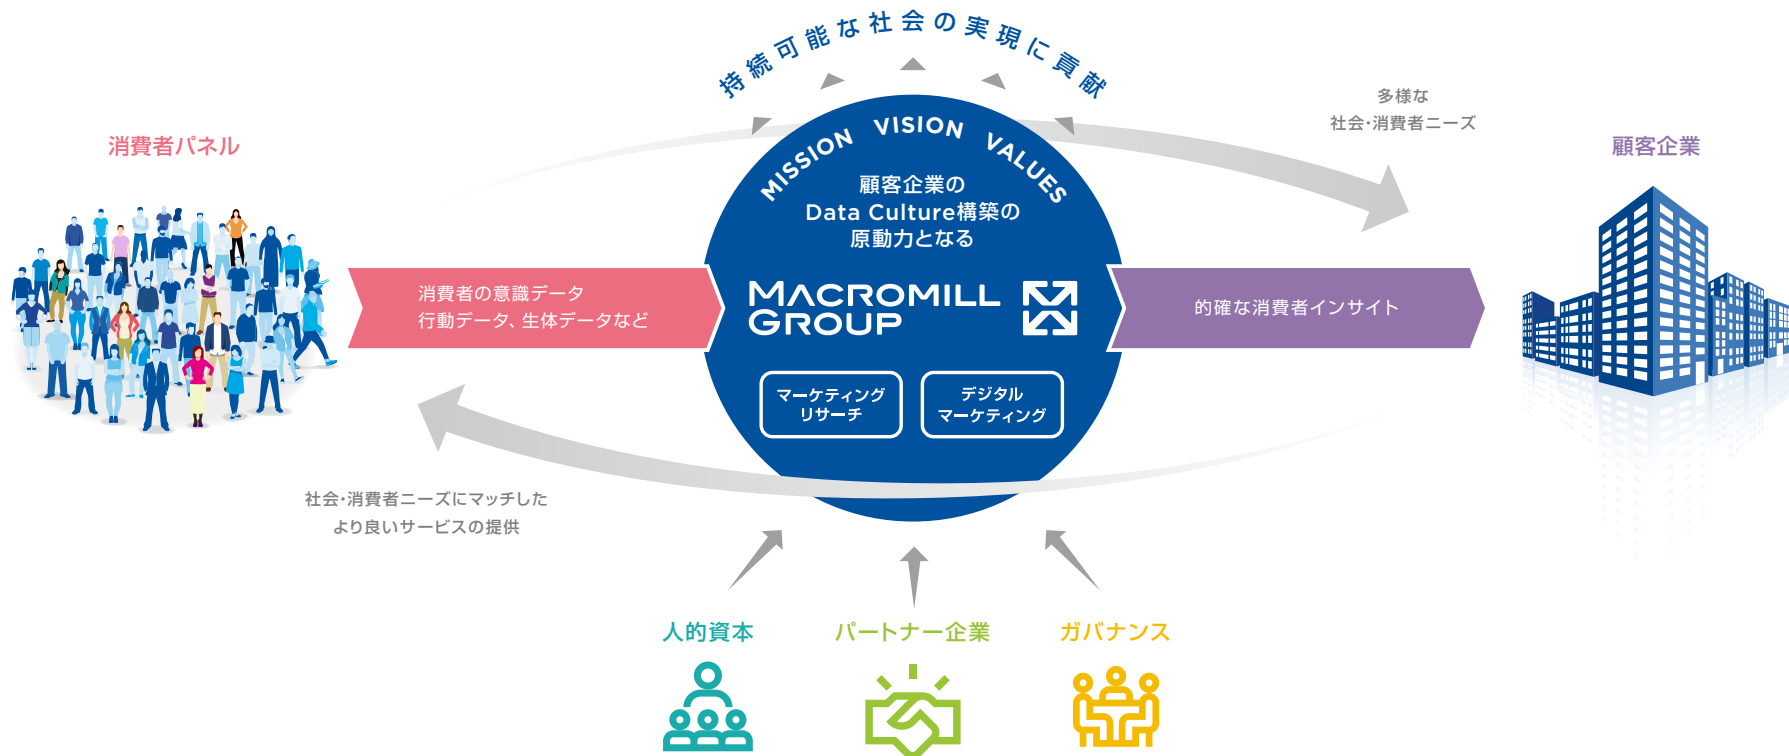 持続可能な社会の実現に貢献
多様な
社会・消費者ニーズ
消費者パネル
顧客企業
MISSION VISION VALUES
顧客企業の
Data Culture構築の
原動力となる
消費者の意識データ
行動データ、生体データなど
MACROMILL
GROUP
的確な消費者インサイト
マーケティング
リサーチ
デジタル
マーケティング
社会・消費者ニーズにマッチした
より良いサービスの提供
人的資本
パートナー企業
ガバナンス